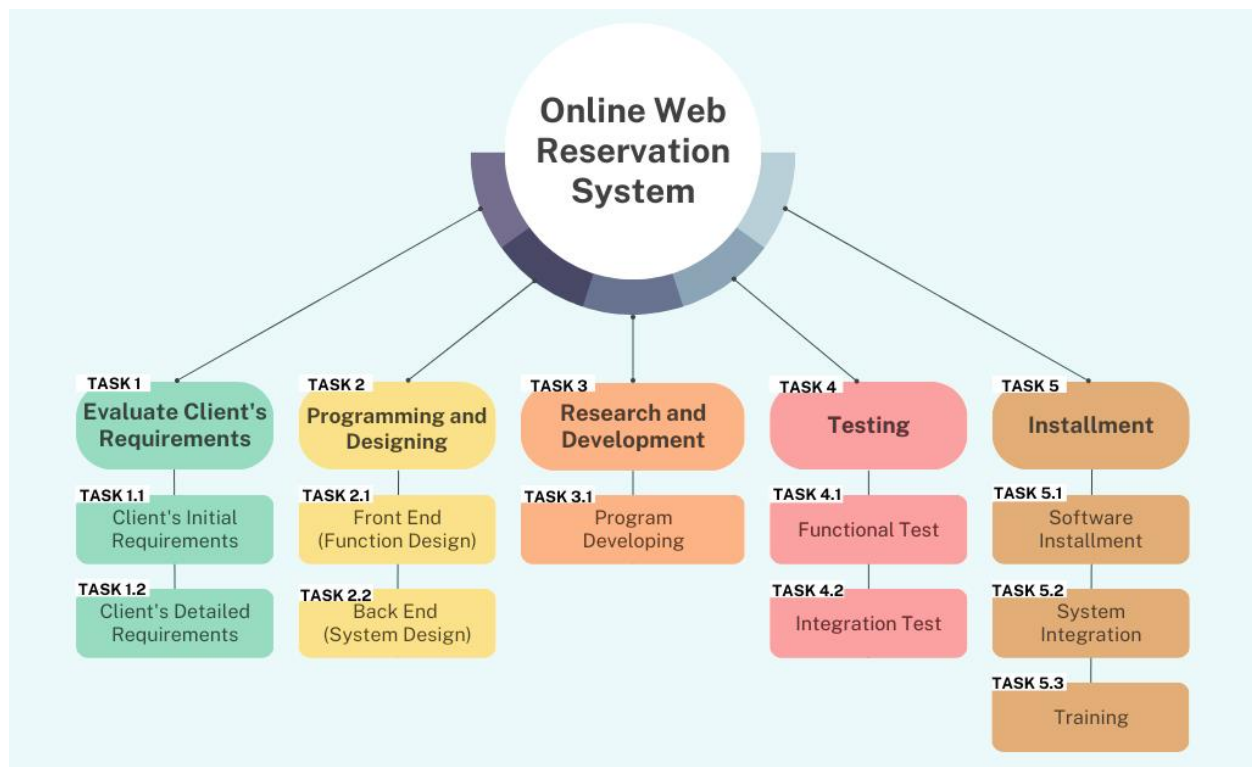 Online Web
Reservation
System
TASK 1
Evaluate Client's
Requirements
TASK 1.1
Client's Initial
Requirements
TASK 1.2
Client's Detailed
Requirements
TASK 2
Programming and
Designing
TASK 2.1
Front End
(Function Design)
TASK 2.2
Back End
(System Design)
TASK 3
Research and
Development
TASK 3.1
Program
Developing
TASK 4
Testing
TASK 4.1
Functional Test
TASK 4.2
Integration Test
TASK 5
Installment
TASK 5.1
Software
Installment
TASK 5.2
System
Integration
TASK 5.3
Training